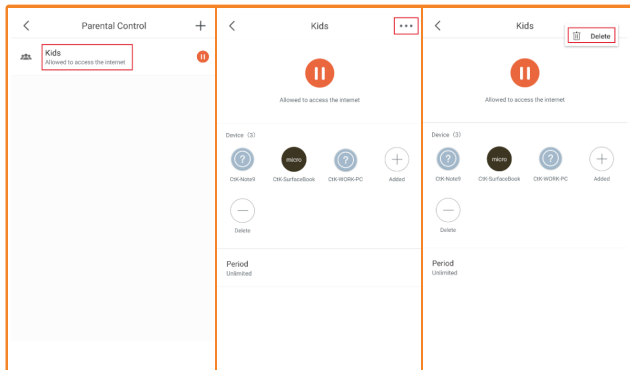 Parental Control
Kids
Allowed to access the internet
Kids
Allowed to access the internet
Device (3)
micro
CtK-Note9
CtK-SurfaceBook
CtK-WORK-PC
Added
Delete
Period
Unlimited
Kids
Delete
Allowed to access the internet
Device (3)
micro
CtK-Note9
CtK-SurfaceBook
CtK-WORK-PC
Added
Delete
Period
Unlimited